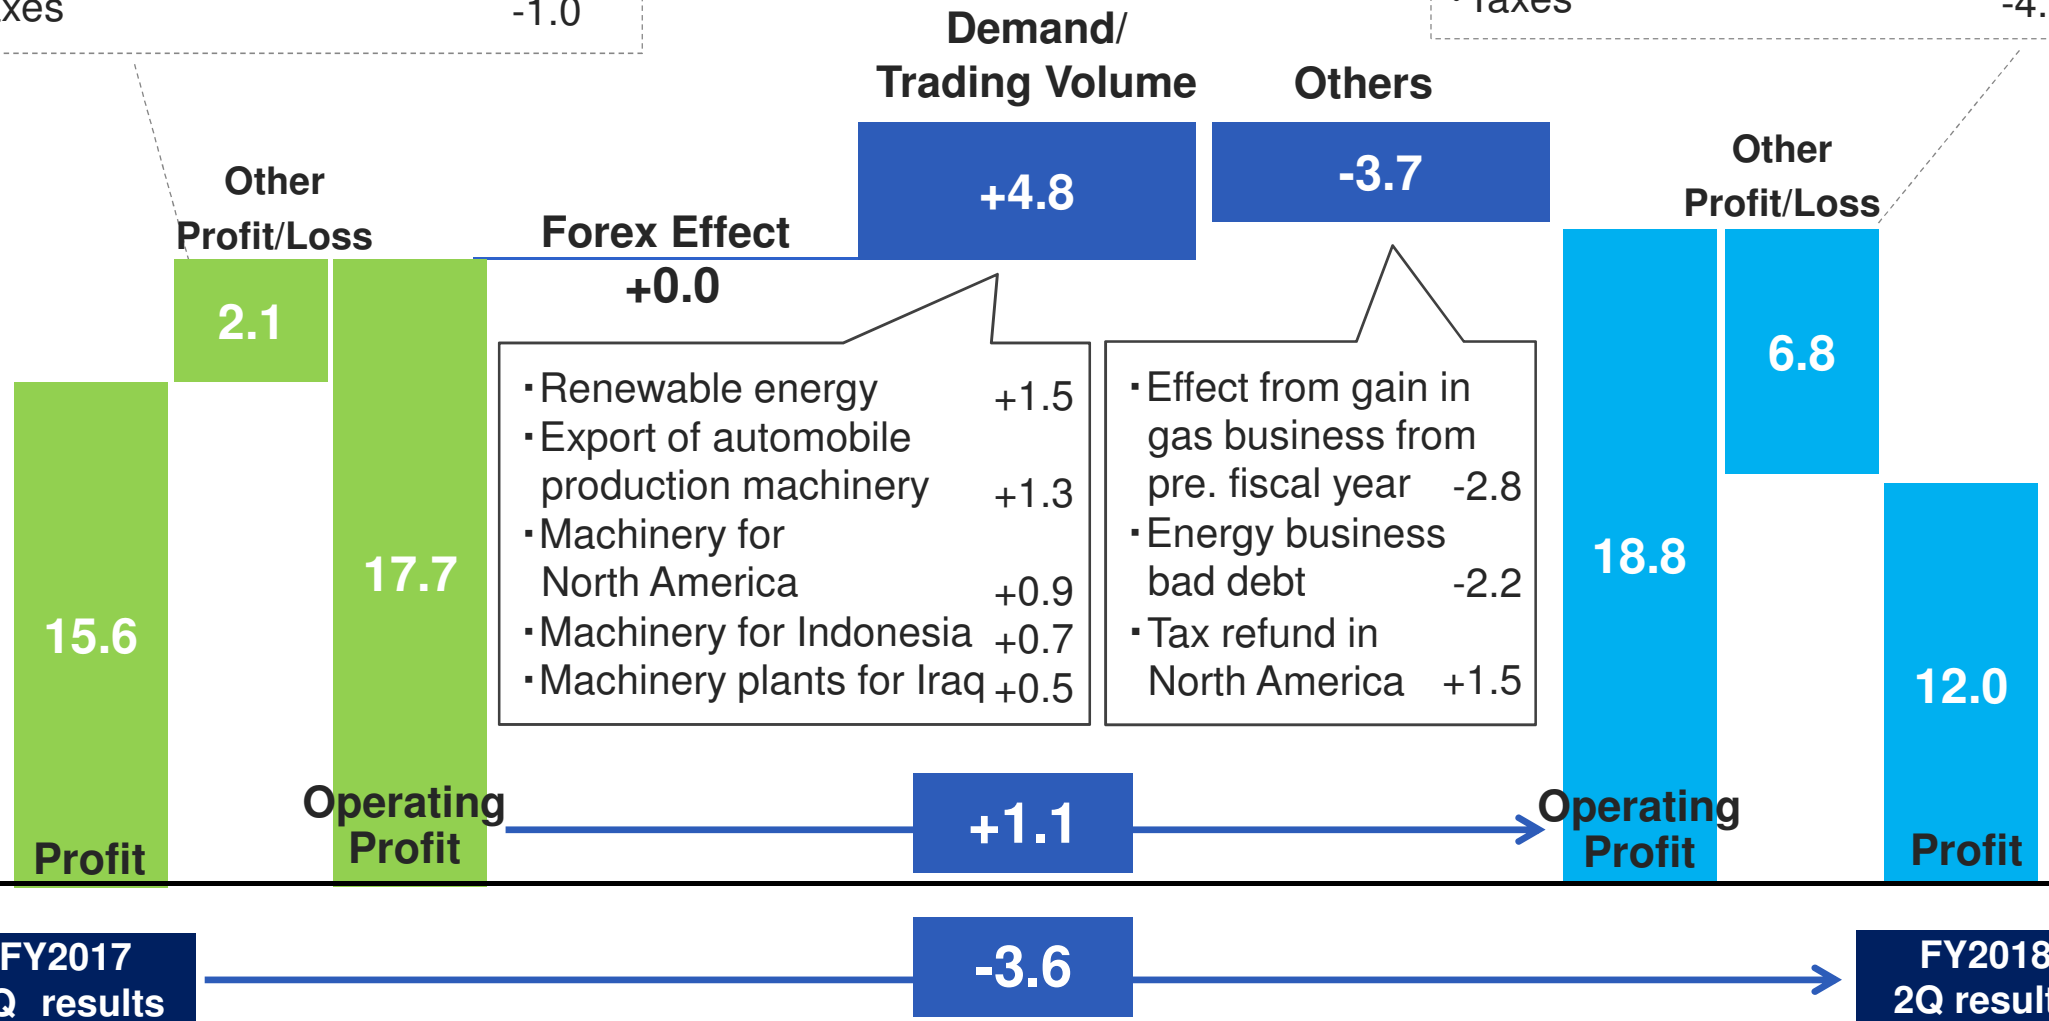 -1.0
Taxes
Demand/
Trading Volume
Others
+4.8
-3.7
Other
Profit/Loss
Other
Profit/Loss
Forex Effect
+0.0
2.1
6.8
・Renewable energy +1.5
・Export of automobile
production machinery +1.3
・Machinery for
North America +0.9
・Machinery for Indonesia +0.7
・Machinery plants for Iraq +0.5
・Effect from gain in
gas business from
pre. fiscal year -2.8
・Energy business
bad debt -2.2
・Tax refund in
North America +1.5
15.6
17.7
18.8
12.0
Profit
Operating
Profit
+1.1
Operating
Profit
Profit
FY2017
results
-3.6
FY2018
2Q